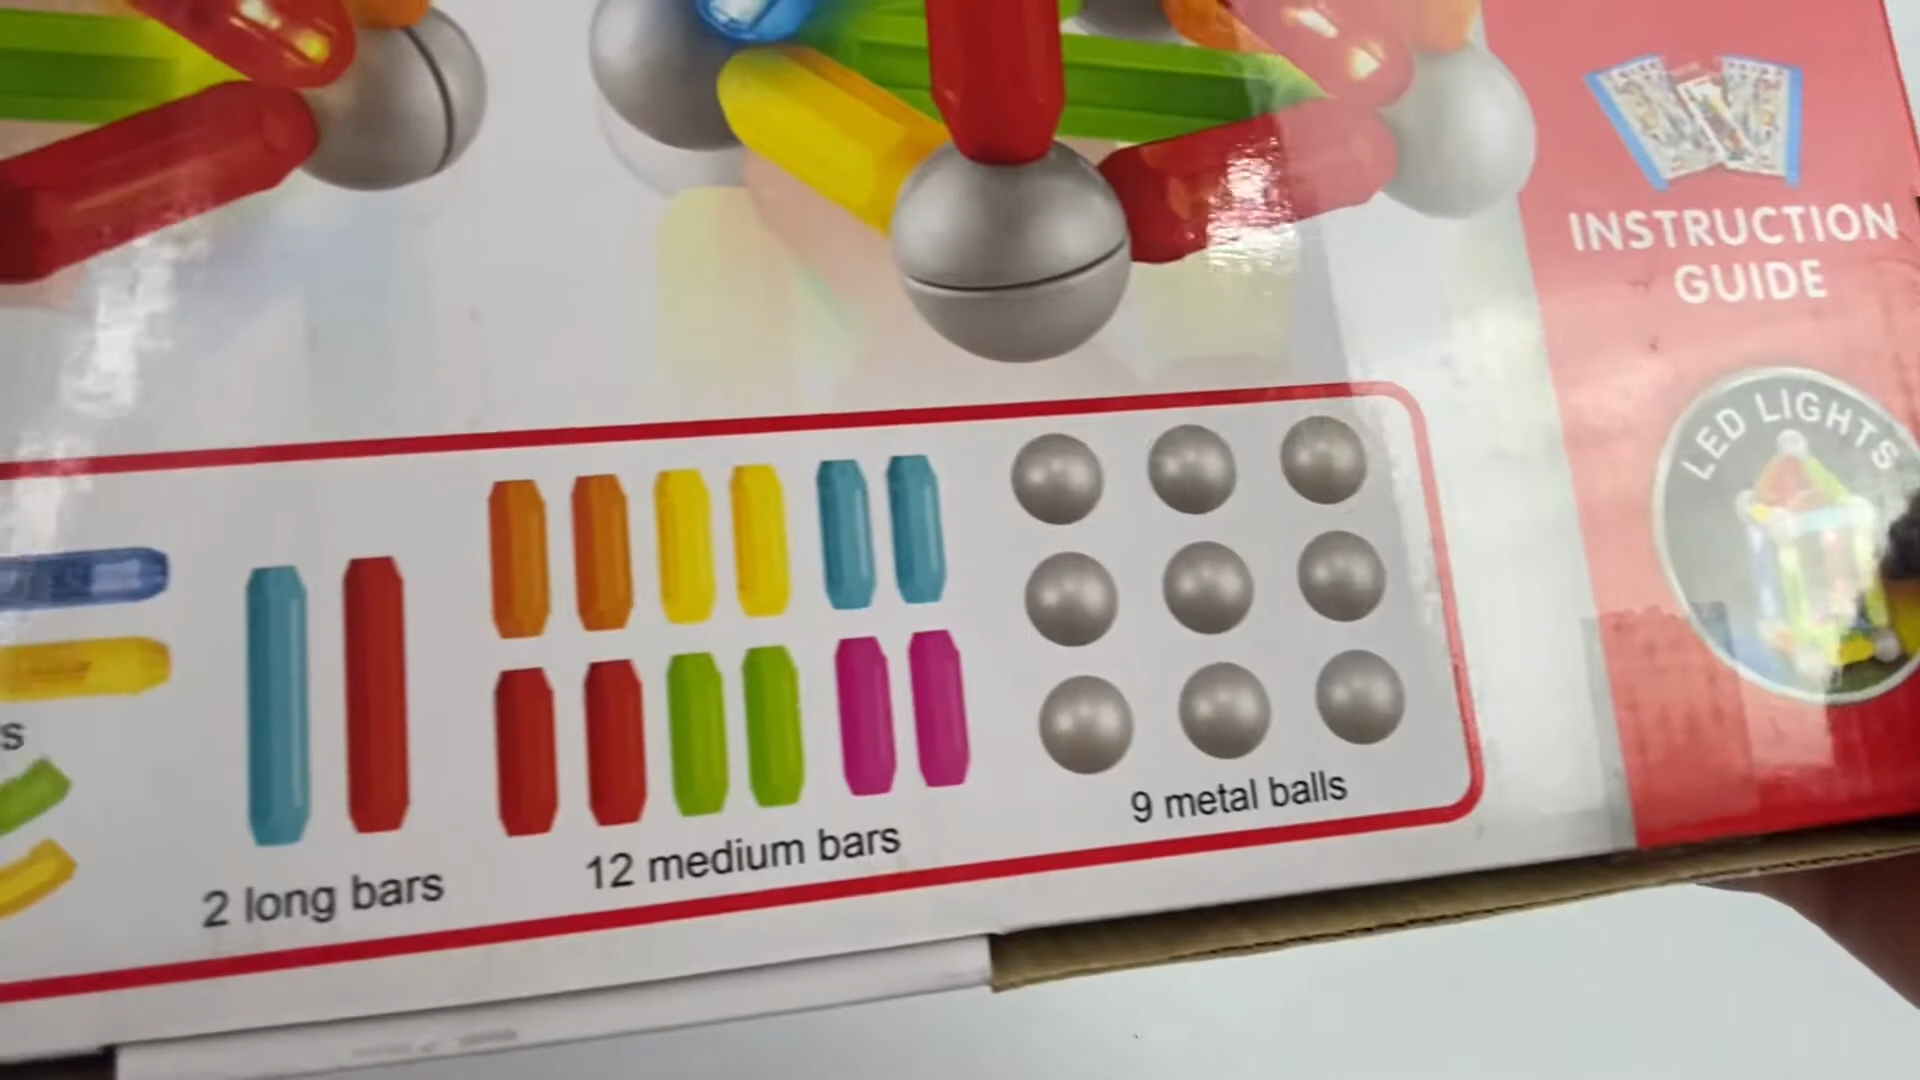 INSTRUCTION
GUIDE
LED LIGHTS
s
2 long bars
12 medium bars
9 metal balls